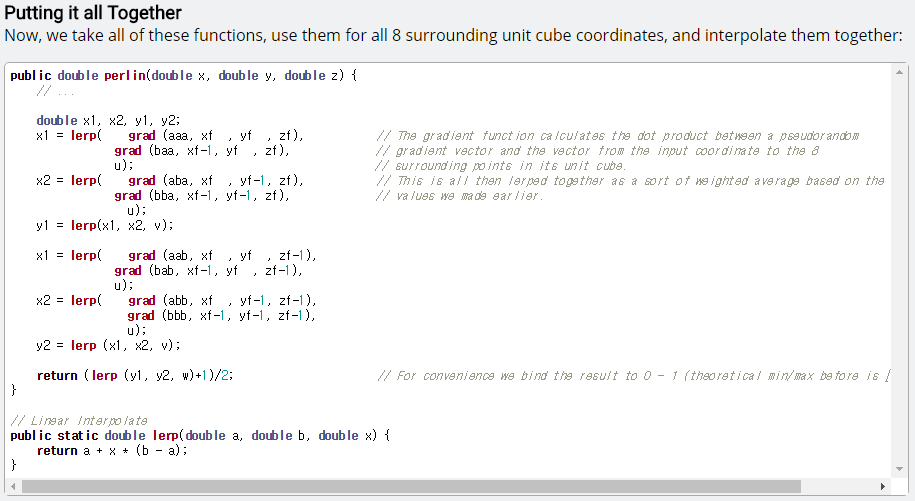 Putting it all Together
Now, we take all of these functions, use them for all 8 surrounding unit cube coordinates, and interpolate them together:
public double perlin(double x, double y, double z) {
    // ...

    double x1, x2, y1, y2;
    x1 = lerp(    grad (aaa, xf  , yf  , zf),           // The gradient function calculates the dot product between a pseudorandom
                grad (baa, xf-1, yf  , zf),             // gradient vector and the vector from the input coordinate to the 8
                u);                                     // surrounding points in its unit cube.
    x2 = lerp(    grad (aba, xf  , yf-1, zf),           // This is all then lerped together as a sort of weighted average based on the
                grad (bba, xf-1, yf-1, zf),             // values we made earlier.
                  u);
    y1 = lerp(x1, x2, v);

    x1 = lerp(    grad (aab, xf  , yf  , zf-1),
                grad (bab, xf-1, yf  , zf-1),
                u);
    x2 = lerp(    grad (abb, xf  , yf-1, zf-1),
                  grad (bbb, xf-1, yf-1, zf-1),
                  u);
    y2 = lerp (x1, x2, v);

    return (lerp (y1, y2, w)+1)/2;                      // For convenience we bind the result to 0 - 1 (theoretical min/max before is [
}

// Linear Interpolate
public static double lerp(double a, double b, double x) {
    return a + x * (b - a);
}